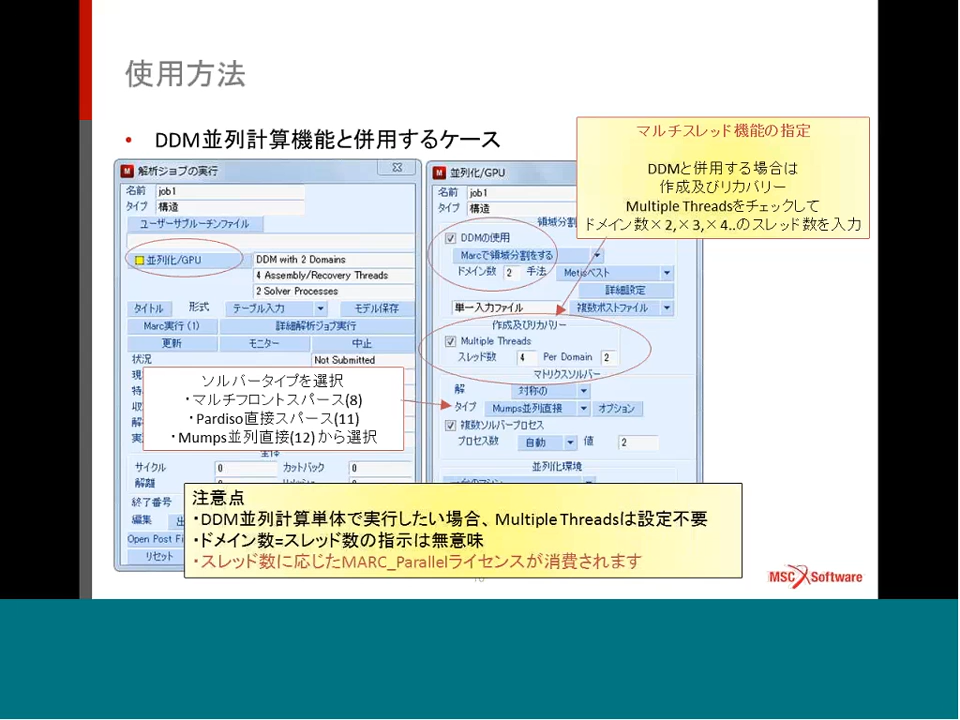 使用方法
• DDM並列計算機能と併用するケース
マルチスレッド機能の指定
DDMと併用する場合は
作成及びリカバリー
Multiple Threadsをチェックして
ドメイン数×2,×3,×4..のスレッド数を入力
解析ジョブの実行
名前 job1
タイプ 構造
ユーザーサブルーチンファイル
並列化/GPU
DDM with 2 Domains
4 Assembly/Recovery Threads
2 Solver Processes
タイトル 形式 テーブル入力 モデル保存
Marc実行 (1) 詳細解析ジョブ実行
更新 モニター 中止
状況 Not Submitted
ソルバータイプを選択
・マルチフロントスパース(8)
・Pardiso直接スパース(11)
・Mumps並列直接(12)から選択
サイクル 0 カットバック 0
解離 0
終了番号
編集
Open Post Fi
リセット
並列化/GPU
名前 job1
タイプ 構造
領域分割
DDMの使用
Marcで領域分割をする
ドメイン数 2 手法 Metisベスト
詳細設定
単一入力ファイル 複数ポストファイル
作成及びリカバリー
Multiple Threads
スレッド数 4 Per Domain 2
マトリクスソルバー
解 対称の
タイプ Mumps並列直接 オプション
複数ソルバープロセス
プロセス数 自動 値 2
並列化環境
注意点
・DDM並列計算単体で実行したい場合、Multiple Threadsは設定不要
・ドメイン数=スレッド数の指示は無意味
・スレッド数に応じたMARC_Parallelライセンスが消費されます
MSC Software